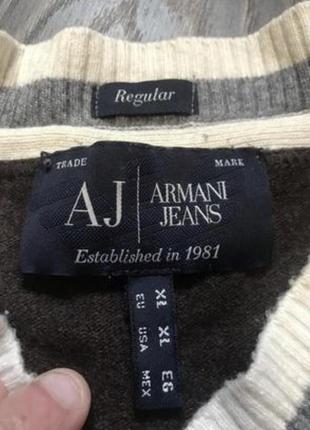 Regular
TRADE MARK
AJ | ARMANI JEANS
Established in 1981
XL XL EG
EU USA MEX